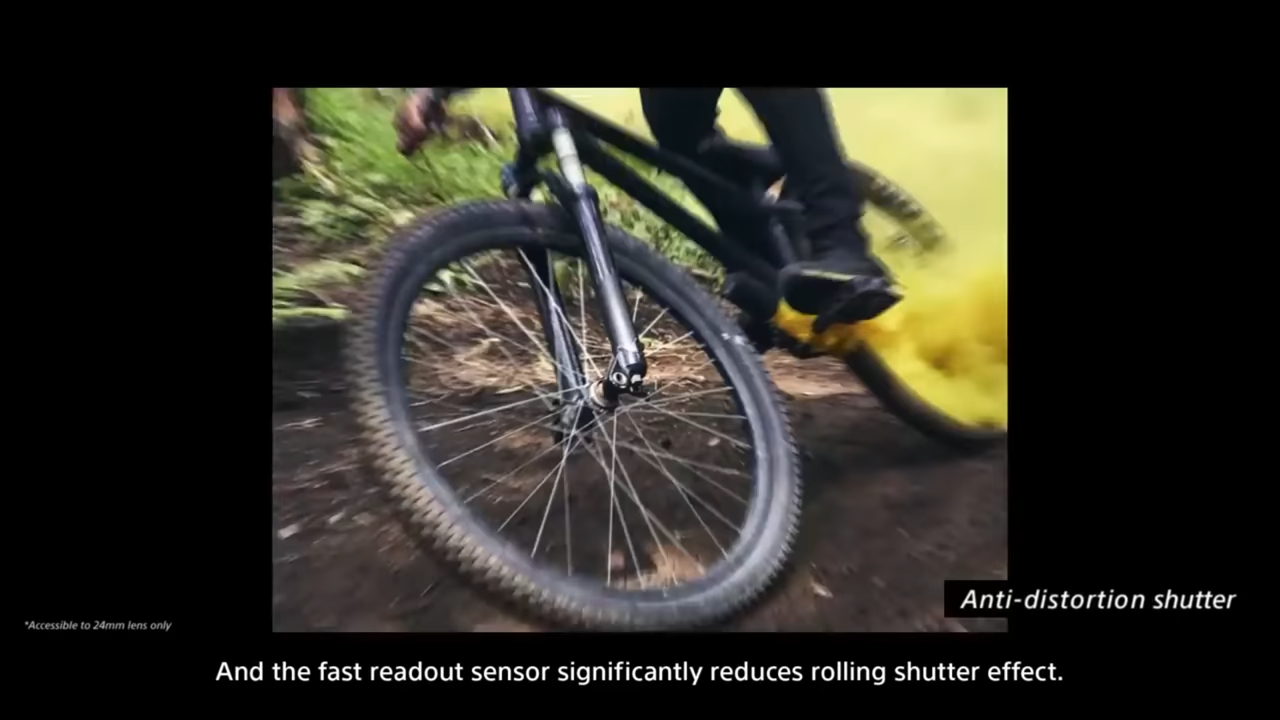 Anti-distortion shutter
*Accessible to 24mm lens only
And the fast readout sensor significantly reduces rolling shutter effect.